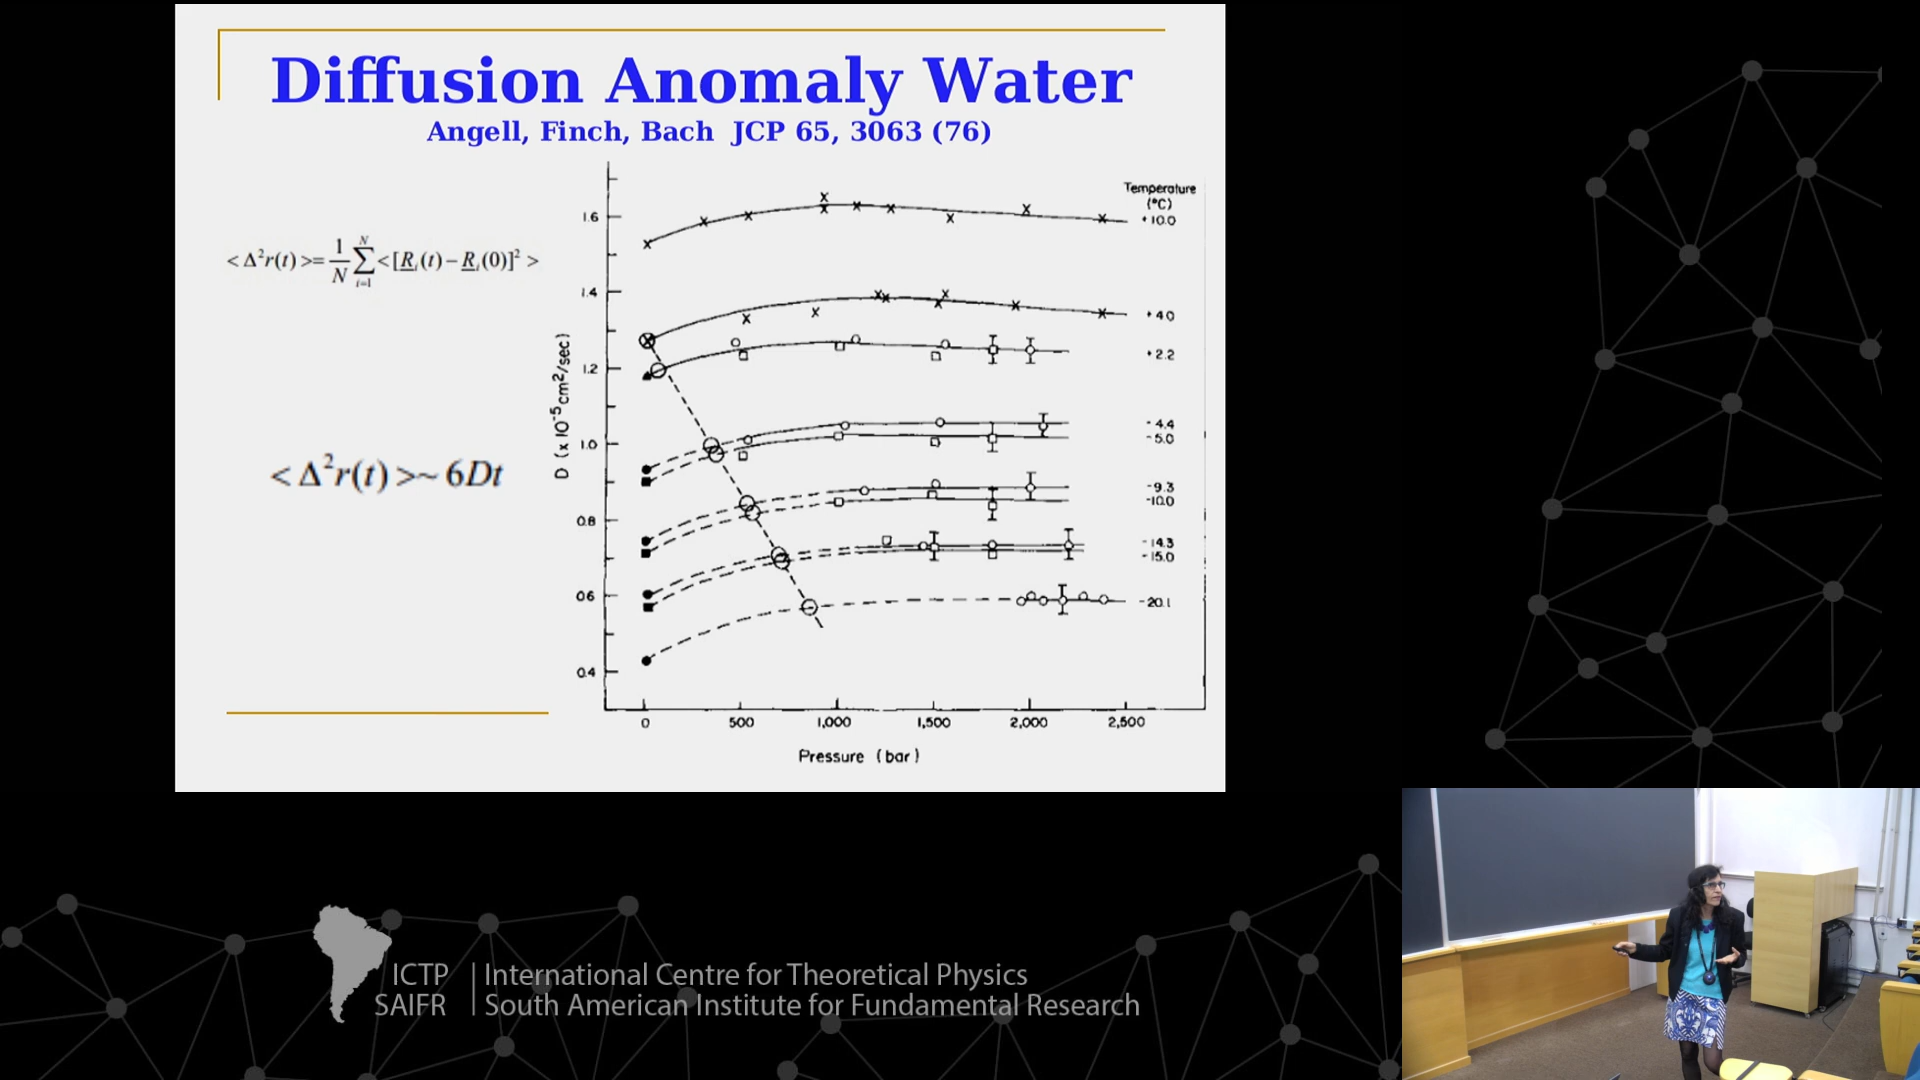 Diffusion Anomaly Water
Angell, Finch, Bach JCP 65, 3063 (76)
< Δ²r(t) >= 1/N ∑ᵢ₌₁ᴺ < [R_i(t) − R_i(0)]² >
< Δ²r(t) >~ 6Dt
D (x 10⁻⁵ cm²/sec)
1.6
1.4
1.2
1.0
0.8
0.6
0.4
0
500
1,000
1,500
2,000
2,500
Pressure (bar)
Temperature
(°C)
+10.0
+4.0
+2.2
-4.4
-5.0
-9.3
-10.0
-14.3
-15.0
-20.1
ICTP | International Centre for Theoretical Physics
SAIFR | South American Institute for Fundamental Research